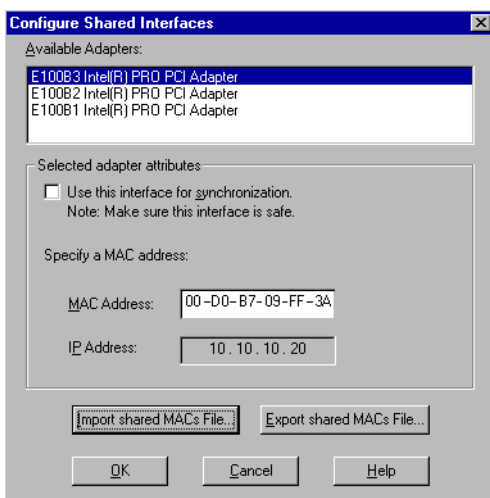 Configure Shared Interfaces
Available Adapters:
E100B3 Intel(R) PRO PCI Adapter
E100B2 Intel(R) PRO PCI Adapter
E100B1 Intel(R) PRO PCI Adapter
Selected adapter attributes
Use this interface for synchronization.
Note: Make sure this interface is safe.
Specify a MAC address:
MAC Address: 00-D0-B7-09-FF-3A
IP Address: 10 . 10 . 10 . 20
Import shared MACs File... Export shared MACs File...
OK Cancel Help